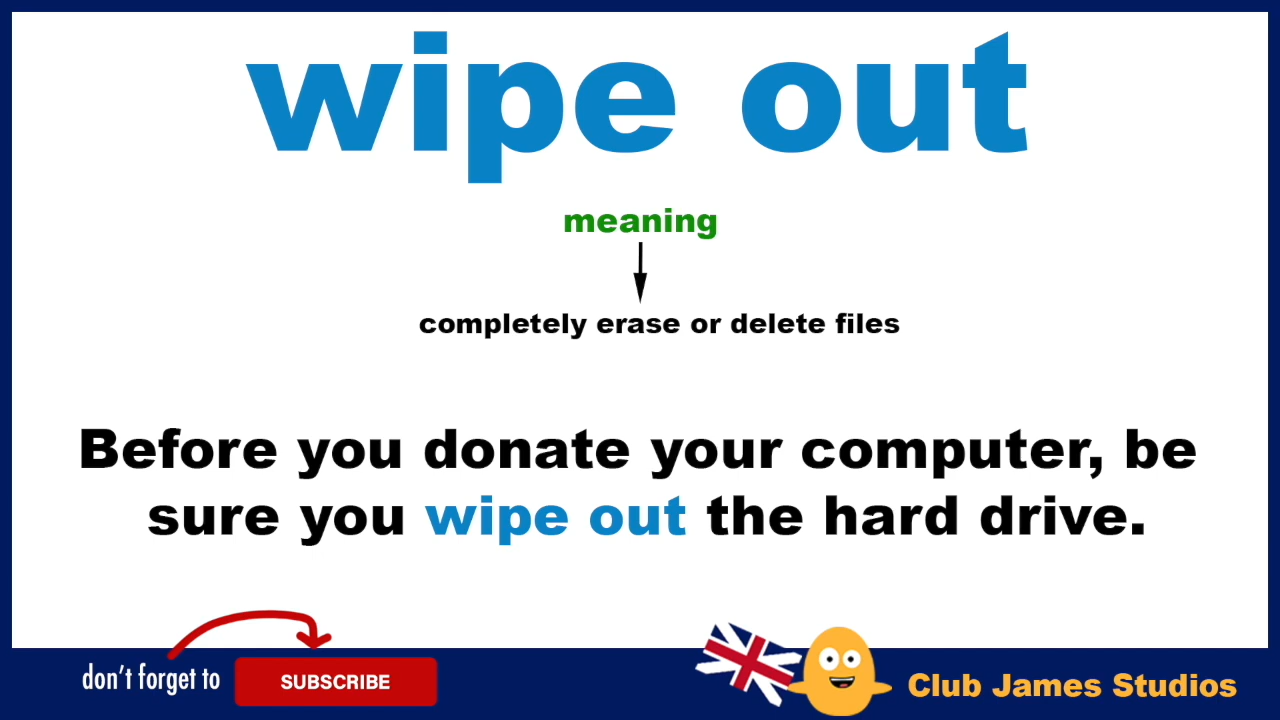 wipe out
meaning
completely erase or delete files
Before you donate your computer, be
sure you wipe out the hard drive.
don't forget to SUBSCRIBE
Club James Studios